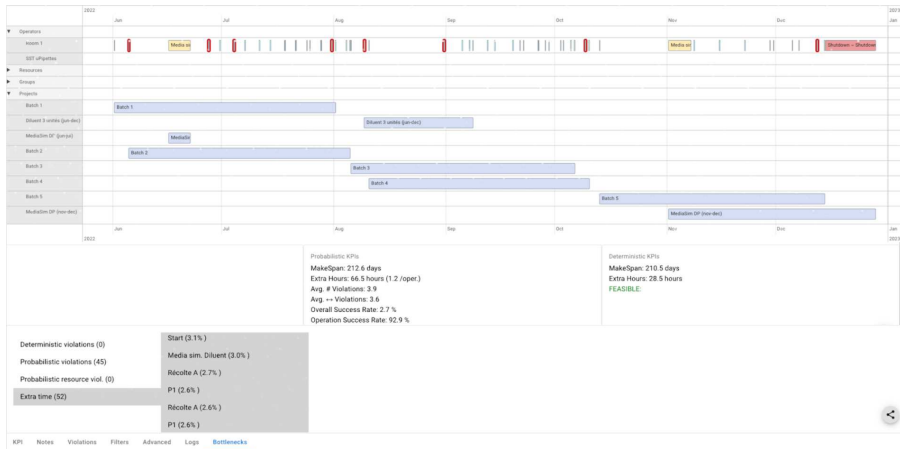 2022
2023
Jun
Jul
Aug
Sep
Oct
Nov
Dec
Jan
Operators
Media si
Media sin
Shutdown - Shutdown
SST uPipettes
Resources
Groups
Projects
Batch 1
Batch 1
Diluent 3 unités (jun-dec)
Diluent 3 unités (jun-dec)
MediaSim DP (jun-jul)
MediaSi
Batch 2
Batch 2
Batch 3
Batch 3
Batch 4
Batch 4
Batch 5
Batch 5
MediaSim DP (nov-dec)
MediaSim DP (nov-dec)
Jun
Jul
Aug
Sep
Oct
Nov
Dec
Jan
2022
2023
Probabilistic KPIs
MakeSpan: 212.6 days
Extra Hours: 66.5 hours (1.2 /oper.)
Avg. # Violations: 3.9
Avg. ↔ Violations: 3.6
Overall Success Rate: 2.7 %
Operation Success Rate: 92.9 %
Deterministic KPIs
MakeSpan: 210.5 days
Extra Hours: 28.5 hours
FEASIBLE:
Deterministic violations (0)
Probabilistic violations (45)
Probabilistic resource viol. (0)
Extra time (52)
Start (3.1% )
Media sim. Diluent (3.0% )
Récolte A (2.7% )
P1 (2.6% )
Récolte A (2.6% )
P1 (2.6% )
KPI Notes Violations Filters Advanced Logs Bottlenecks